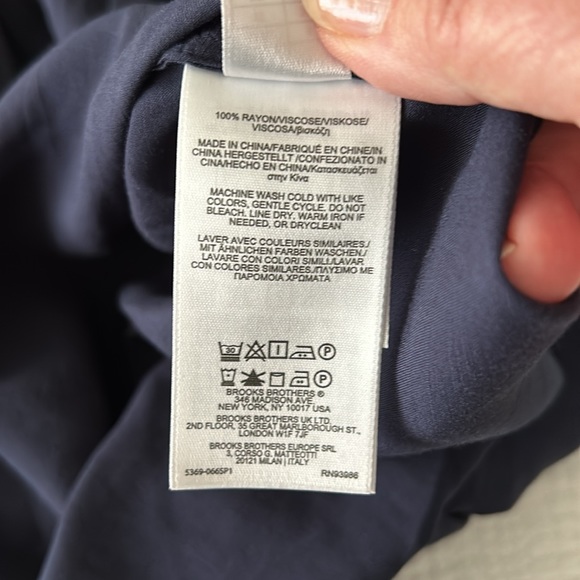 100% RAYON/VISCOSE/VISKOSE/
VISCOSA/βισκόζη
MADE IN CHINA/FABRIQUÉ EN CHINE/IN
CHINA HERGESTELLT /CONFEZIONATO IN
CINA/HECHO EN CHINA/Κατασκευάζεται
στην Κίνα
MACHINE WASH COLD WITH LIKE
COLORS, GENTLE CYCLE. DO NOT
BLEACH. LINE DRY, WARM IRON IF
NEEDED, OR DRYCLEAN
LAVER AVEC COULEURS SIMILAIRES./
MIT ÄHNLICHEN FARBEN WASCHEN./
LAVARE CON COLORI SIMILI/LAVAR
CON COLORES SIMILARES./ΠΛΥΣΙΜΟ ΜΕ
ΠΑΡΟΜΟΙΑ ΧΡΩΜΑΤΑ
30 P
P
BROOKS BROTHERS ®
346 MADISON AVE.
NEW YORK, NY 10017 USA
BROOKS BROTHERS UK LTD.
2ND FLOOR, 35 GREAT MARLBOROUGH ST.,
LONDON W1F 7JF
BROOKS BROTHERS EUROPE SRL
3, CORSO G. MATTEOTTI
20121 MILAN | ITALY
5369-066SP1 RN93986